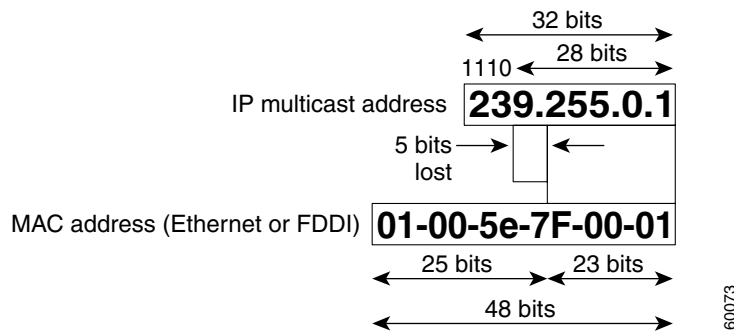 32 bits
28 bits
1110
IP multicast address
239.255.0.1
5 bits
lost
MAC address (Ethernet or FDDI)
01-00-5e-7F-00-01
25 bits
23 bits
48 bits
60073